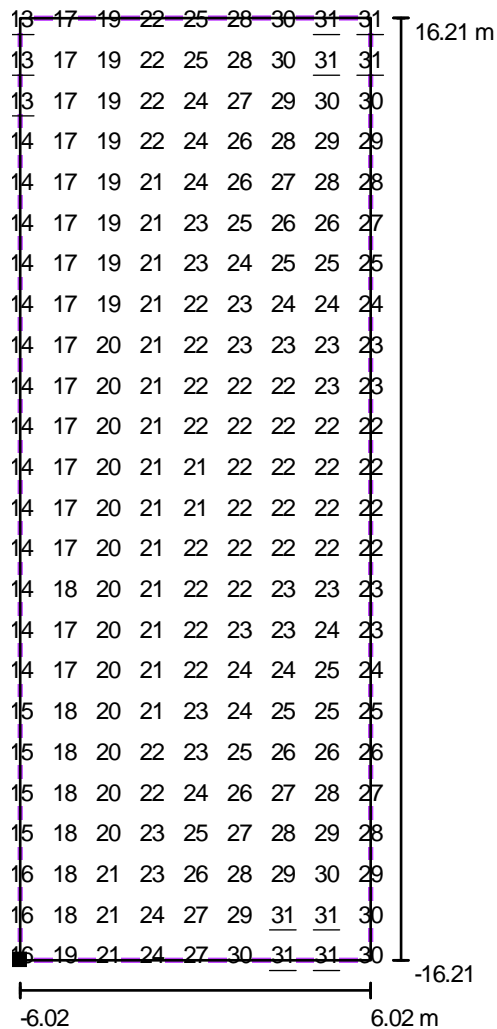 13 17 19 22 25 28 30 31 31
16.21 m
13 17 19 22 25 28 30 31 31
13 17 19 22 24 27 29 30 30
14 17 19 22 24 26 28 29 29
14 17 19 21 24 26 27 28 28
14 17 19 21 23 25 26 26 27
14 17 19 21 23 24 25 25 25
14 17 19 21 22 23 24 24 24
14 17 20 21 22 23 23 23 23
14 17 20 21 22 22 22 23 23
14 17 20 21 22 22 22 22 22
14 17 20 21 21 22 22 22 22
14 17 20 21 21 22 22 22 22
14 17 20 21 22 22 22 22 22
14 18 20 21 22 22 23 23 23
14 17 20 21 22 23 23 24 23
14 17 20 21 22 24 24 25 24
15 18 20 21 23 24 25 25 25
15 18 20 22 23 25 26 26 26
15 18 20 22 24 26 27 28 27
15 18 20 23 25 27 28 29 28
16 18 21 23 26 28 29 30 29
16 18 21 24 27 29 31 31 30
16 19 21 24 27 30 31 31 30
-16.21
-6.02 6.02 m